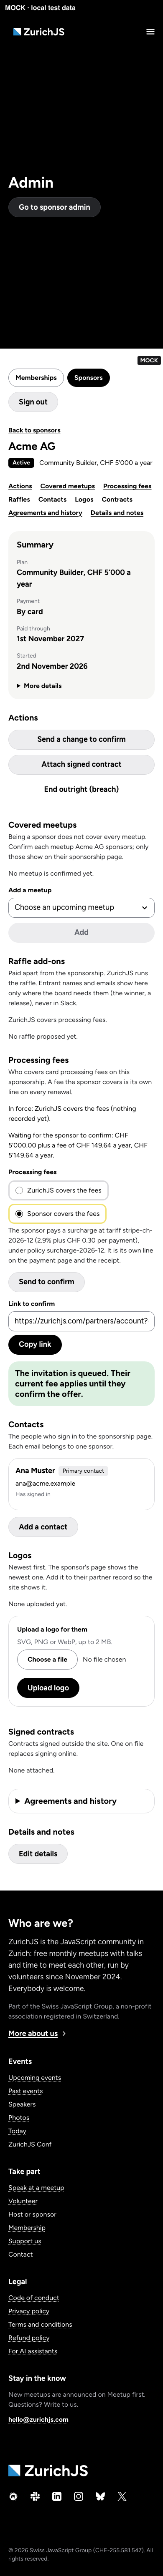 MOCK · local test data
ZurichJS
Admin
Go to sponsor admin
MOCK
Memberships
Sponsors
Sign out
Back to sponsors
Acme AG
Active
Community Builder, CHF 5'000 a year
Actions Covered meetups Processing fees
Raffles Contacts Logos Contracts
Agreements and history Details and notes
Summary
Plan
Community Builder, CHF 5'000 a
year
Payment
By card
Paid through
1st November 2027
Started
2nd November 2026
More details
Actions
Send a change to confirm
Attach signed contract
End outright (breach)
Covered meetups
Being a sponsor does not cover every meetup.
Confirm each meetup Acme AG sponsors; only
those show on their sponsorship page.
No meetup is confirmed yet.
Add a meetup
Choose an upcoming meetup
Add
Raffle add-ons
Paid apart from the sponsorship. ZurichJS runs
the raffle. Entrant names and emails show here
only when the board needs them (the winner, a
release), never in Slack.
ZurichJS covers processing fees.
No raffle proposed yet.
Processing fees
Who covers card processing fees on this
sponsorship. A fee the sponsor covers is its own
line on every renewal.
In force: ZurichJS covers the fees (nothing
recorded yet).
Waiting for the sponsor to confirm: CHF
5'000.00 plus a fee of CHF 149.64 a year, CHF
5'149.64 a year.
Processing fees
ZurichJS covers the fees
Sponsor covers the fees
The sponsor pays a surcharge at tariff stripe-ch-
2026-12 (2.9% plus CHF 0.30 per payment),
under policy surcharge-2026-12. It is its own line
on the payment page and the receipt.
Send to confirm
Link to confirm
https://zurichjs.com/partners/account?
Copy link
The invitation is queued. Their
current fee applies until they
confirm the offer.
Contacts
The people who sign in to the sponsorship page.
Each email belongs to one sponsor.
Ana Muster Primary contact
ana@acme.example
Has signed in
Add a contact
Logos
Newest first. The sponsor's page shows the
newest one. Add it to their partner record so the
site shows it.
None uploaded yet.
Upload a logo for them
SVG, PNG or WebP, up to 2 MB.
Choose a file
No file chosen
Upload logo
Signed contracts
Contracts signed outside the site. One on file
replaces signing online.
None attached.
Agreements and history
Details and notes
Edit details
Who are we?
ZurichJS is the JavaScript community in
Zurich: free monthly meetups with talks
and time to meet each other, run by
volunteers since November 2024.
Everybody is welcome.
Part of the Swiss JavaScript Group, a non-profit
association registered in Switzerland.
More about us
Events
Upcoming events
Past events
Speakers
Photos
Today
ZurichJS Conf
Take part
Speak at a meetup
Volunteer
Host or sponsor
Membership
Support us
Contact
Legal
Code of conduct
Privacy policy
Terms and conditions
Refund policy
For AI assistants
Stay in the know
New meetups are announced on Meetup first.
Questions? Write to us.
hello@zurichjs.com
ZurichJS
© 2026 Swiss JavaScript Group (CHE-255.581.547). All
rights reserved.